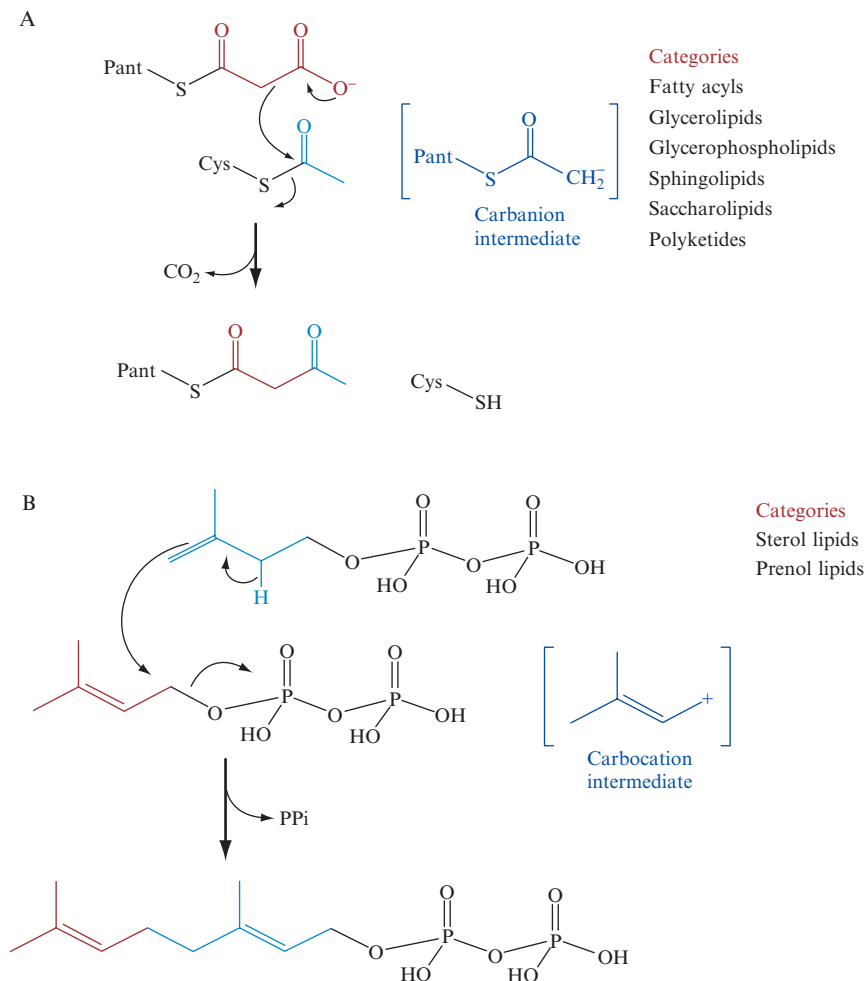 A
O
O
Pant
S
O⁻
Categories
Fatty acyls
Glycerolipids
Glycerophospholipids
Sphingolipids
Saccharolipids
Polyketides
O
Cys
S
O
Pant
S
CH₂⁻
Carbanion
intermediate
CO₂
O
O
Pant
S
Cys
SH
B
O
O
O
P
O
P
HO
HO
OH
H
Categories
Sterol lipids
Prenol lipids
O
O
O
P
O
P
HO
HO
OH
+
Carbocation
intermediate
PPi
O
O
O
P
O
P
HO
HO
OH